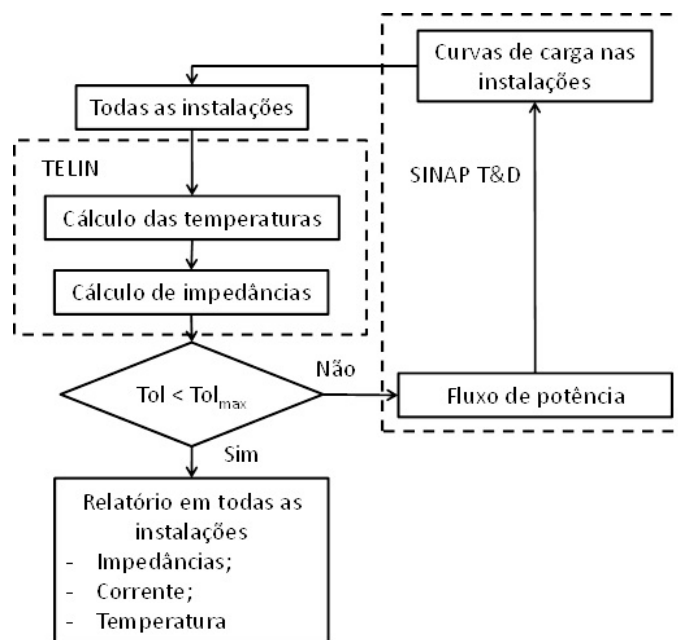 Curvas de carga nas
instalações
Todas as instalações
TELIN
SINAP T&D
Cálculo das temperaturas
Cálculo de impedâncias
Não
Tol < Tolmax
Fluxo de potência
Sim
Relatório em todas as
instalações
- Impedâncias;
- Corrente;
- Temperatura